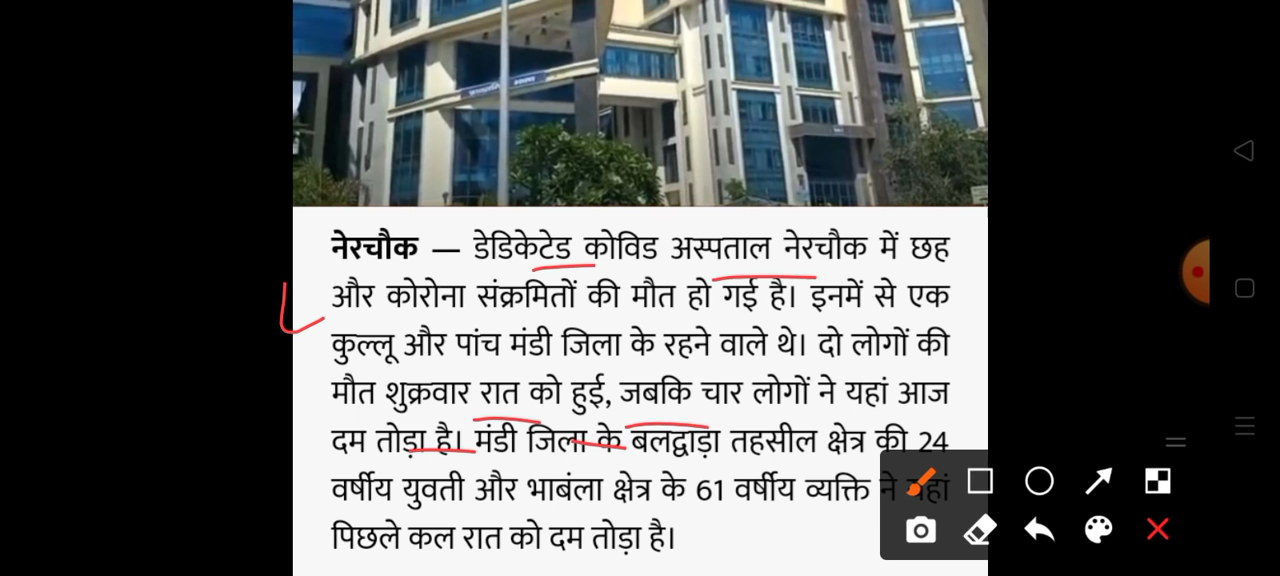 नेरचौक — डेडिकेटेड कोविड अस्पताल नेरचौक में छह
और कोरोना संक्रमितों की मौत हो गई है। इनमें से एक
कुल्लू और पांच मंडी जिला के रहने वाले थे। दो लोगों की
मौत शुक्रवार रात को हुई, जबकि चार लोगों ने यहां आज
दम तोड़ा है। मंडी जिला के बलद्वाड़ा तहसील क्षेत्र की 24
वर्षीय युवती और भाबंला क्षेत्र के 61 वर्षीय व्यक्ति ने यहां
पिछले कल रात को दम तोड़ा है।